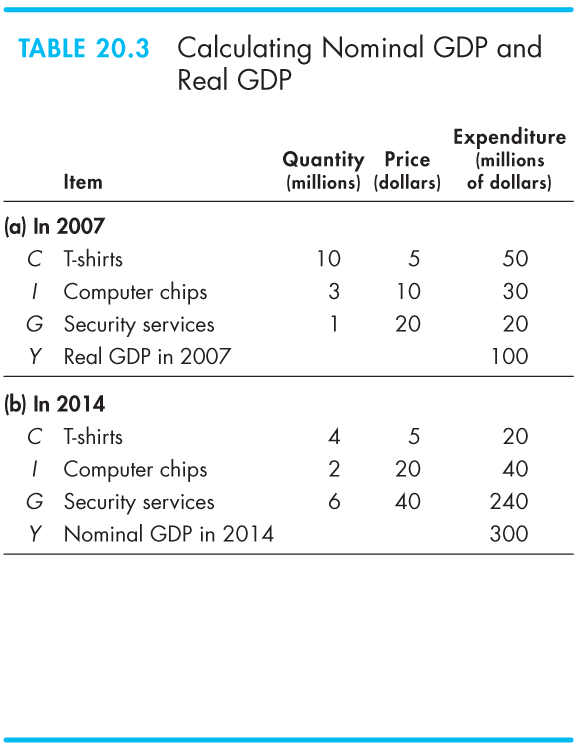 TABLE 20.3 Calculating Nominal GDP and
Real GDP
Item Quantity (millions) Price (dollars) Expenditure (millions of dollars)
(a) In 2007
C T-shirts 10 5 50
I Computer chips 3 10 30
G Security services 1 20 20
Y Real GDP in 2007 100
(b) In 2014
C T-shirts 4 5 20
I Computer chips 2 20 40
G Security services 6 40 240
Y Nominal GDP in 2014 300